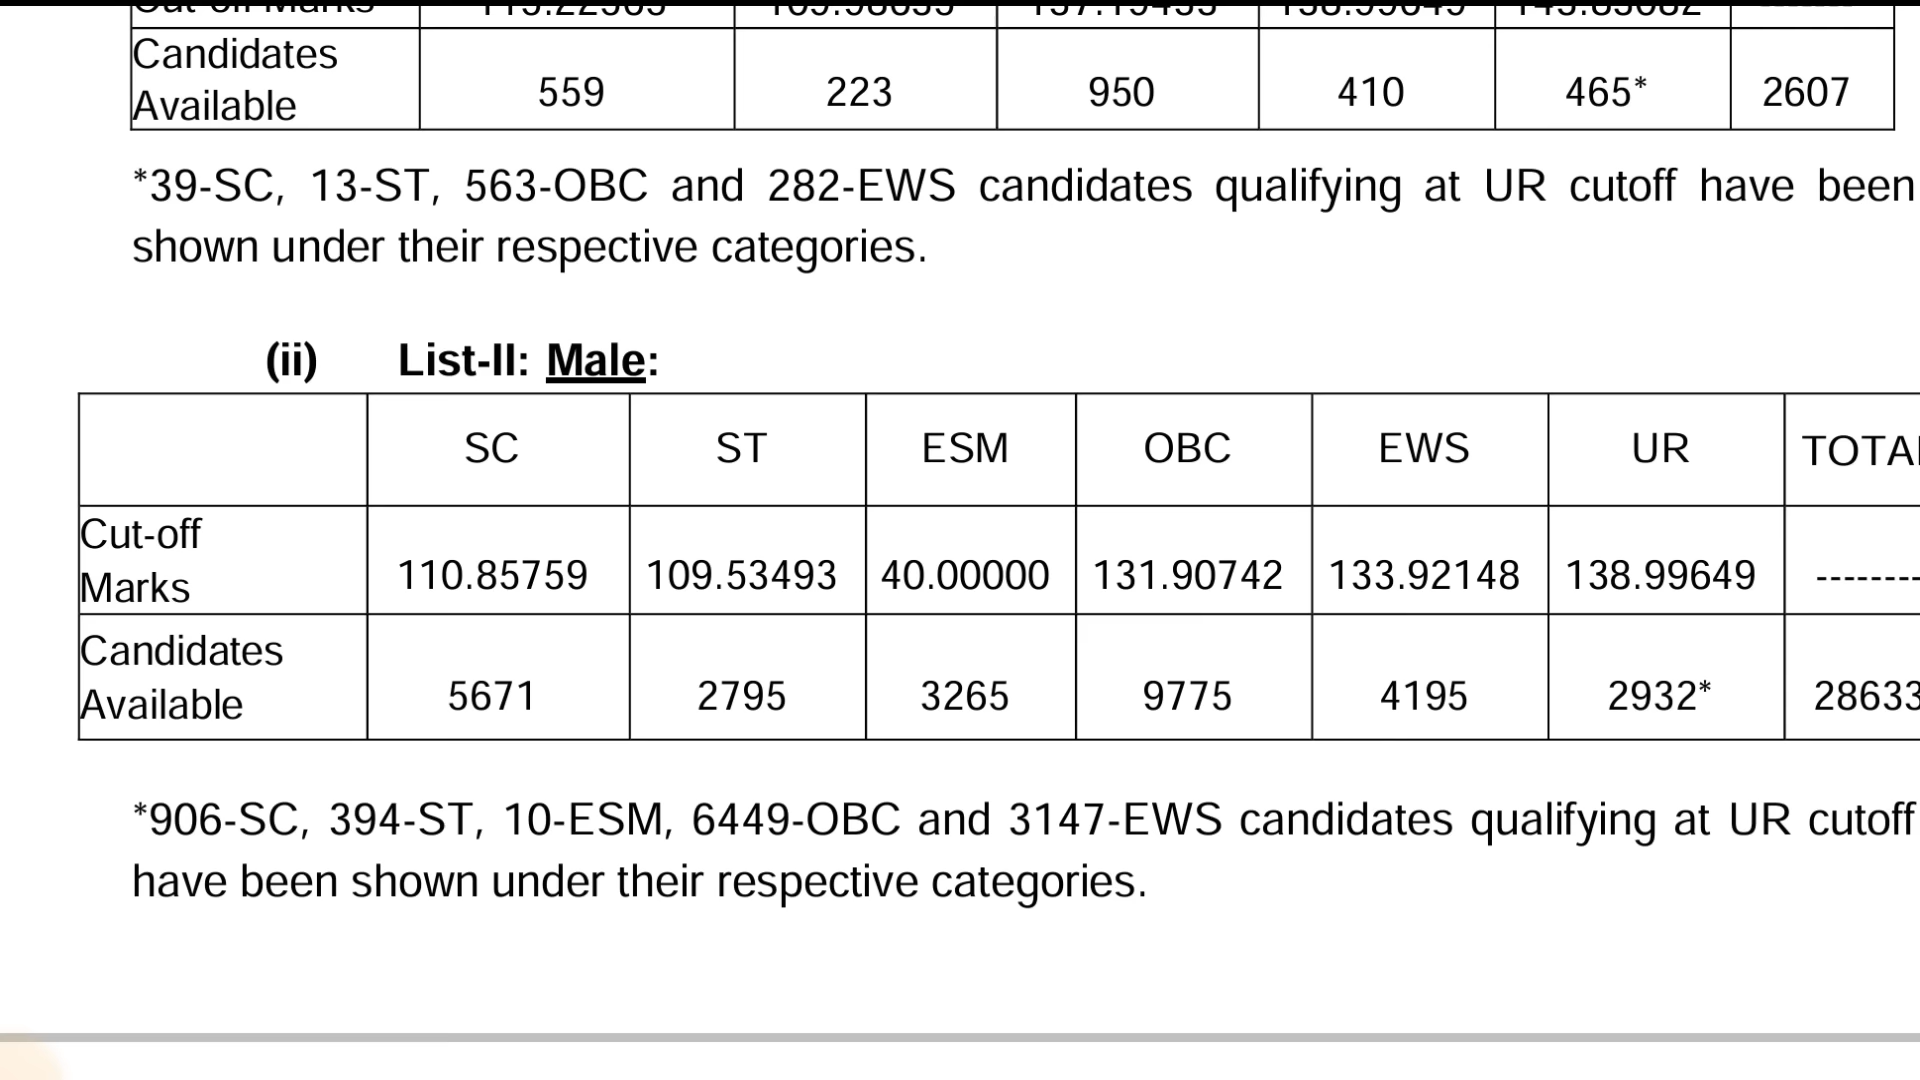 Candidates
Available 559 223 950 410 465* 2607
*39-SC, 13-ST, 563-OBC and 282-EWS candidates qualifying at UR cutoff have been
shown under their respective categories.
(ii) List-II: Male:
SC ST ESM OBC EWS UR
Cut-off
Marks 110.85759 109.53493 40.00000 131.90742 133.92148 138.99649 --------
Candidates
Available 5671 2795 3265 9775 4195 2932* 28633
*906-SC, 394-ST, 10-ESM, 6449-OBC and 3147-EWS candidates qualifying at UR cutoff
have been shown under their respective categories.